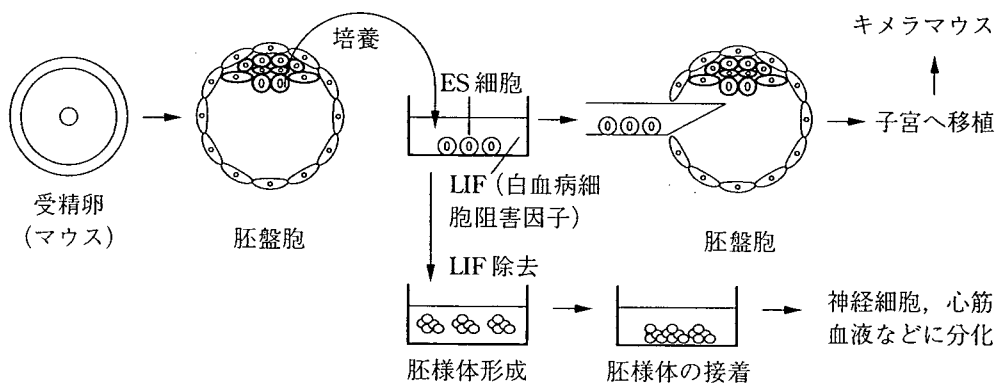 キメラマウス
培養
ES 細胞
子宮へ移植
受精卵
(マウス)
胚盤胞
LIF(白血病細
胞阻害因子)
胚盤胞
LIF 除去
胚様体形成
胚様体の接着
神経細胞,心筋
血液などに分化